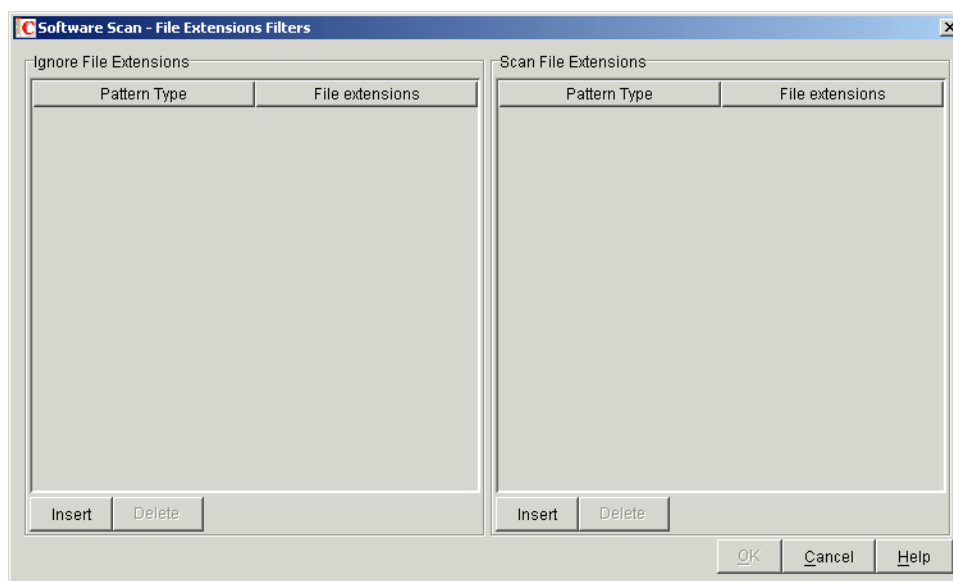 Software Scan - File Extensions Filters
Ignore File Extensions
Pattern Type File extensions
Insert Delete
Scan File Extensions
Pattern Type File extensions
Insert Delete
OK Cancel Help